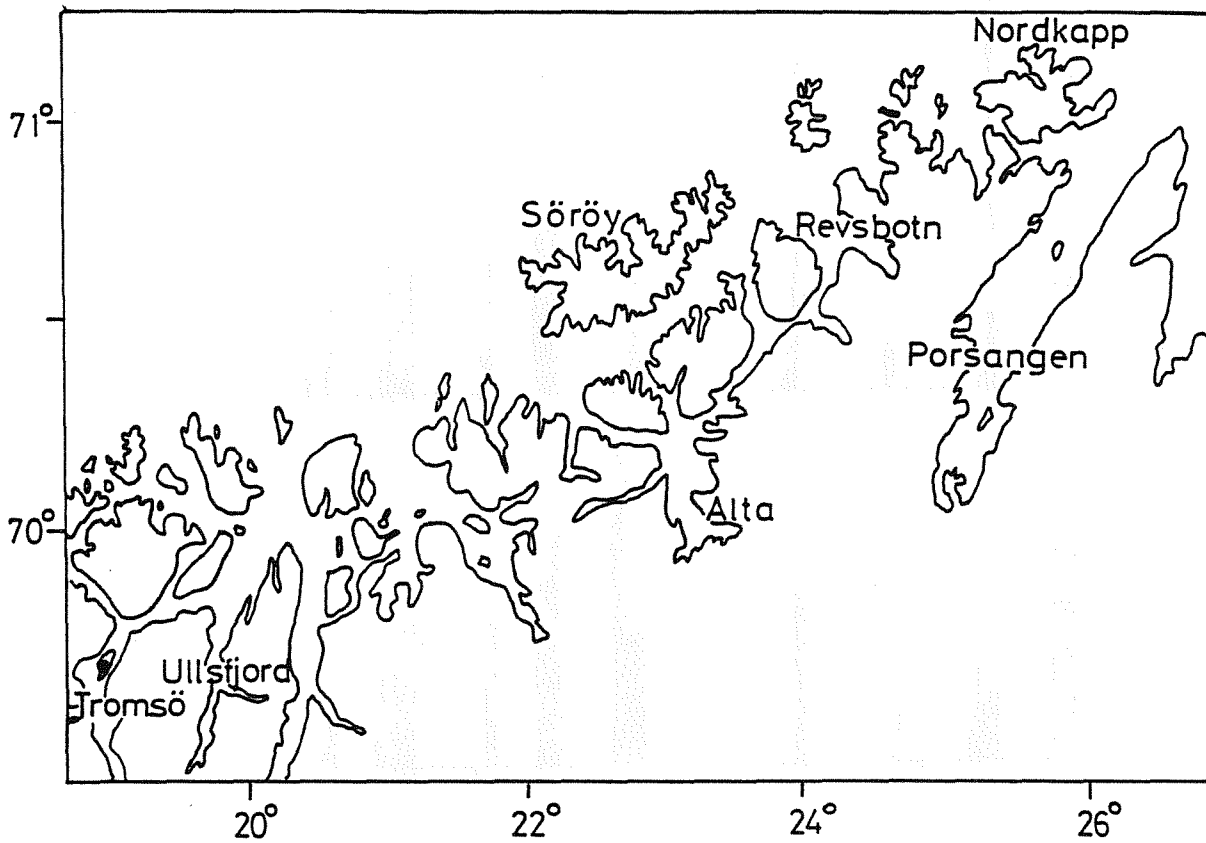 Nordkapp
71°
Söröy
Revsbotn
Porsangen
Alta
70°
Ullsfjord
Tromsö
20°
22°
24°
26°